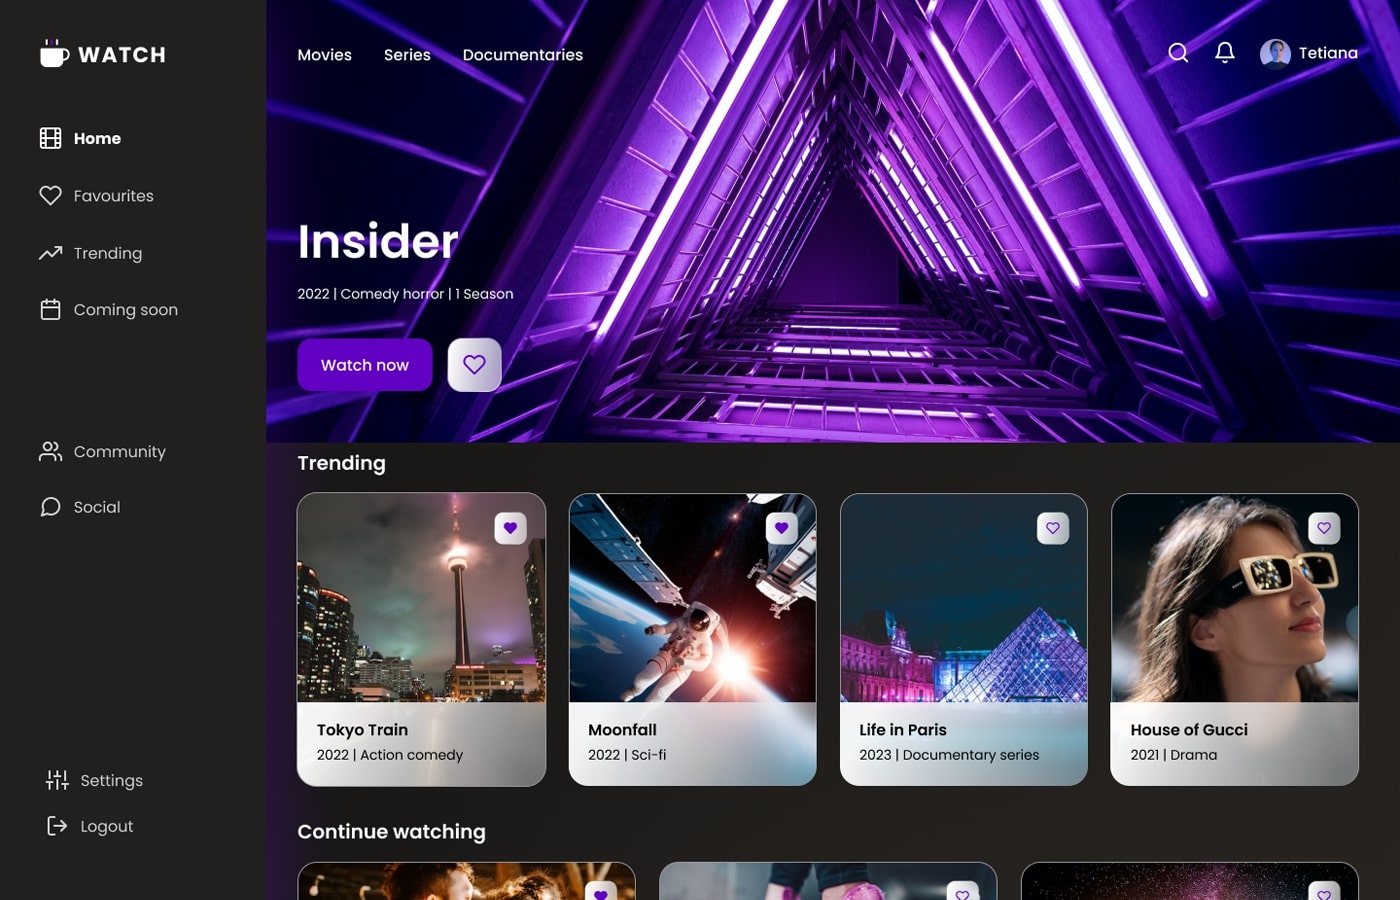 WATCH
Home
Favourites
Trending
Coming soon
Community
Social
Settings
Logout
Movies
Series
Documentaries
Tetiana
Insider
2022 | Comedy horror | 1 Season
Watch now
Trending
Tokyo Train
2022 | Action comedy
Moonfall
2022 | Sci-fi
Life in Paris
2023 | Documentary series
House of Gucci
2021 | Drama
Continue watching